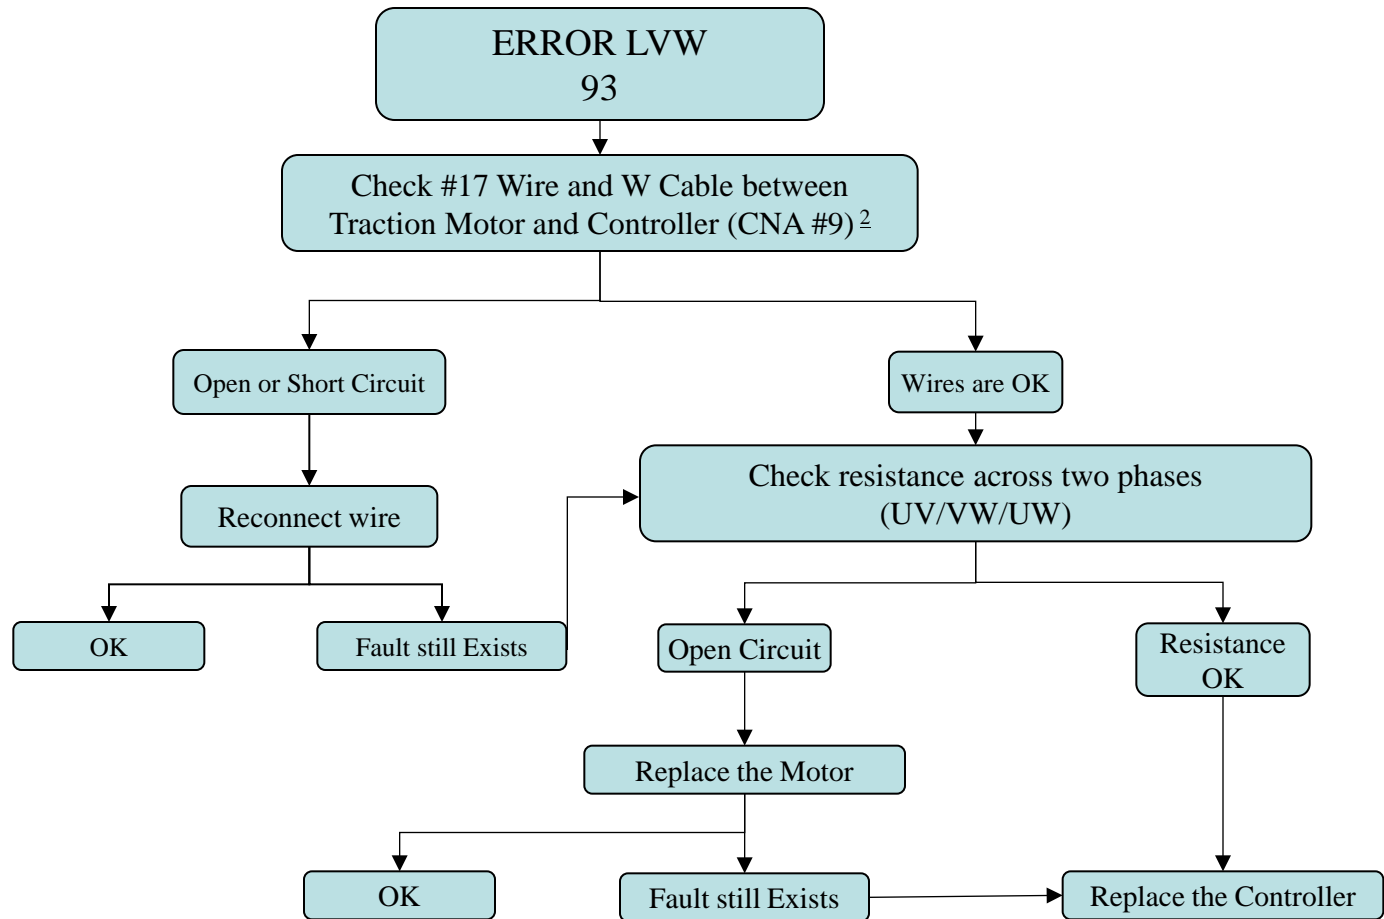 ERROR LVW
93
Check #17 Wire and W Cable between
Traction Motor and Controller (CNA #9) 2
Open or Short Circuit
Wires are OK
Check resistance across two phases
(UV/VW/UW)
Reconnect wire
OK
Fault still Exists
Open Circuit
Resistance
OK
Replace the Motor
OK
Fault still Exists
Replace the Controller